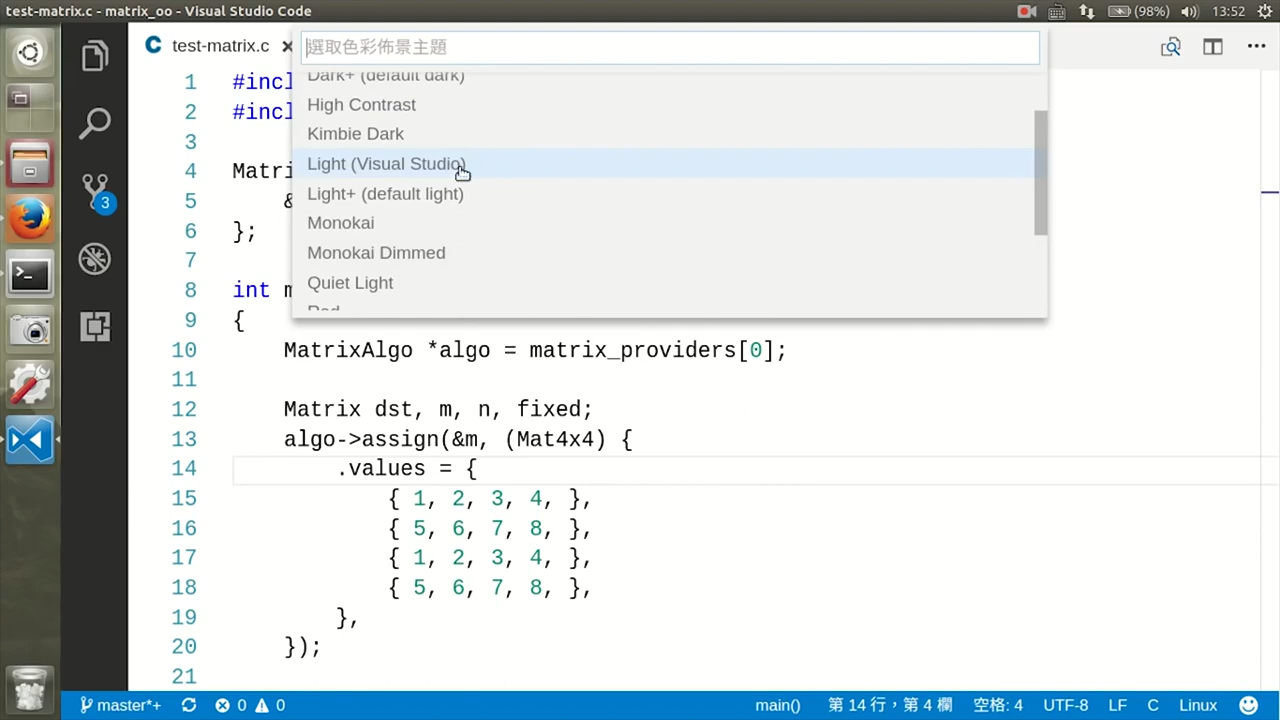 test-matrix.c - matrix_oo - Visual Studio Code
(98%)
13:52
test-matrix.c
選取色彩佈景主題
Dark+ (default dark)
High Contrast
Kimbie Dark
Light (Visual Studio)
Light+ (default light)
Monokai
Monokai Dimmed
Quiet Light
Red
3
1 #incl
2 #incl
3
4 Matri
5 &
6 };
7
8 int m
9 {
10 MatrixAlgo *algo = matrix_providers[0];
11
12 Matrix dst, m, n, fixed;
13 algo->assign(&m, (Mat4x4) {
14 .values = {
15 { 1, 2, 3, 4, },
16 { 5, 6, 7, 8, },
17 { 1, 2, 3, 4, },
18 { 5, 6, 7, 8, },
19 },
20 });
21
master*+ 0 0 main() 第 14 行，第 4 欄 空格: 4 UTF-8 LF C Linux